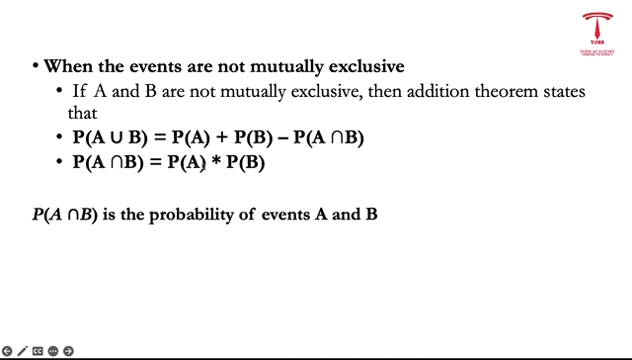 TOSS
• When the events are not mutually exclusive
• If A and B are not mutually exclusive, then addition theorem states
that
• P(A ∪ B) = P(A) + P(B) – P(A ∩B)
• P(A ∩B) = P(A) * P(B)
P(A ∩B) is the probability of events A and B